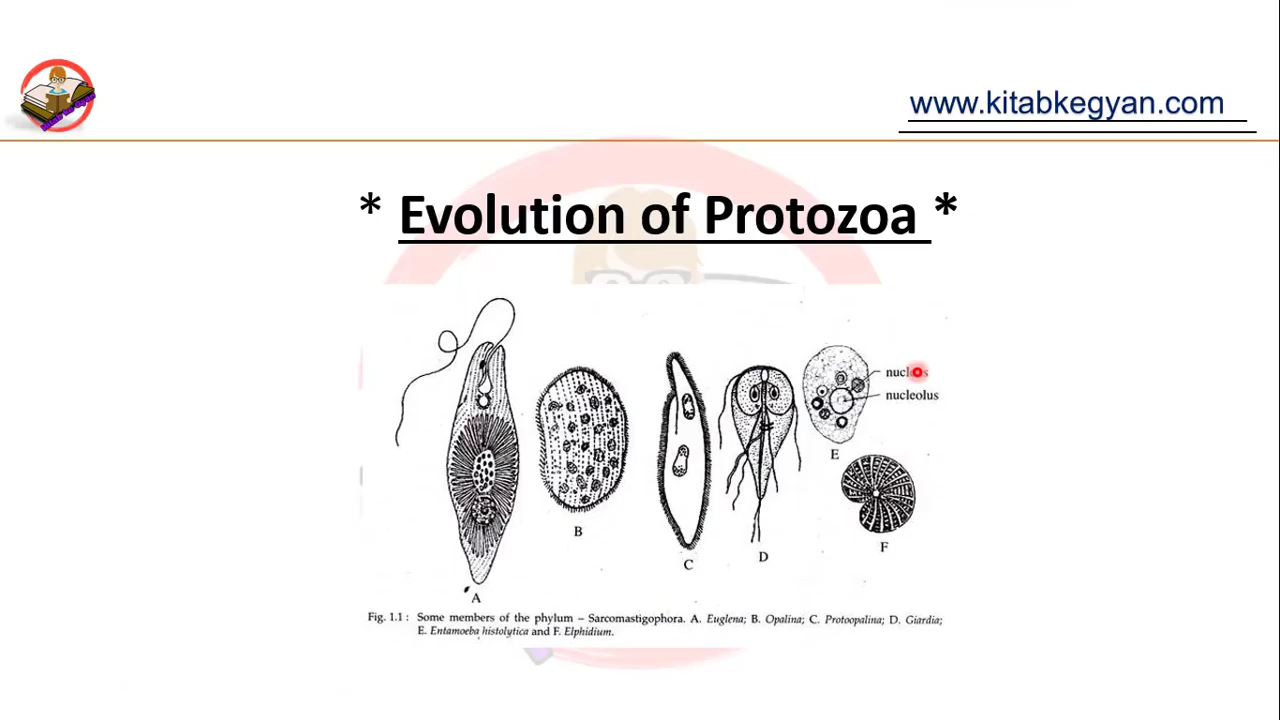 www.kitabkegyan.com
* Evolution of Protozoa *
nucleolus
A
B
C
D
E
F
Fig. 1.1 : Some members of the phylum – Sarcomastigophora. A. Euglena; B. Opalina; C. Protoopalina; D. Giardia;
E. Entamoeba histolytica and F. Elphidium.